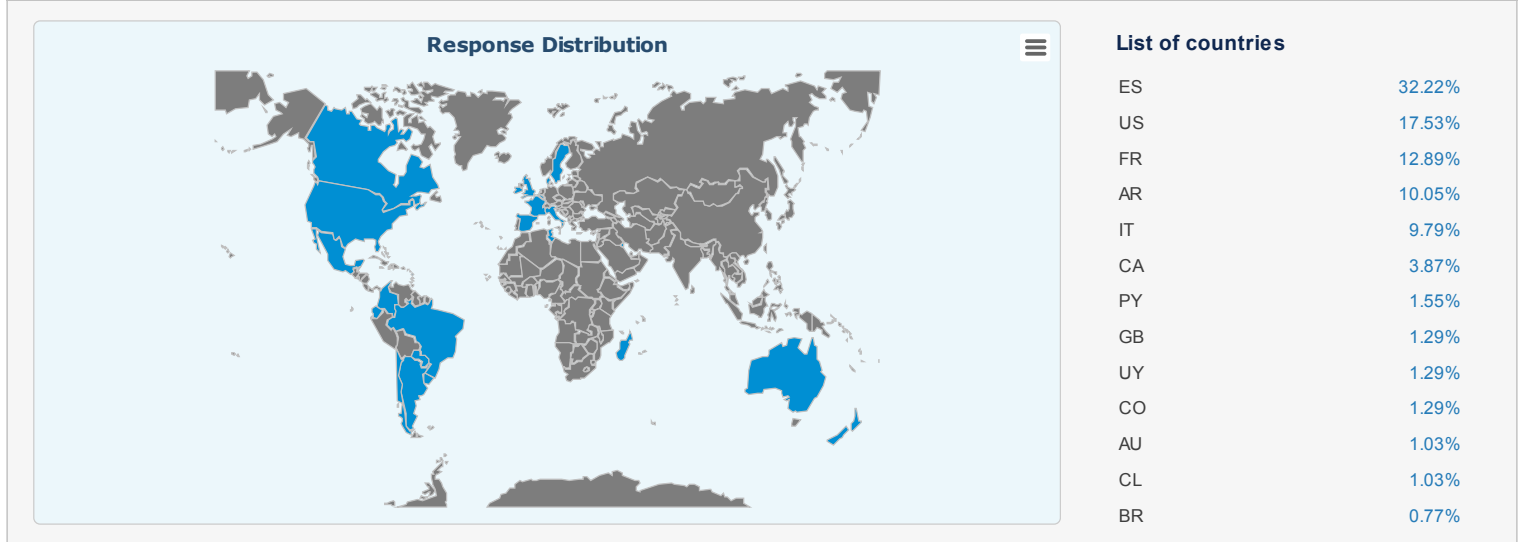 Response Distribution
List of countries
ES 32.22%
US 17.53%
FR 12.89%
AR 10.05%
IT 9.79%
CA 3.87%
PY 1.55%
GB 1.29%
UY 1.29%
CO 1.29%
AU 1.03%
CL 1.03%
BR 0.77%